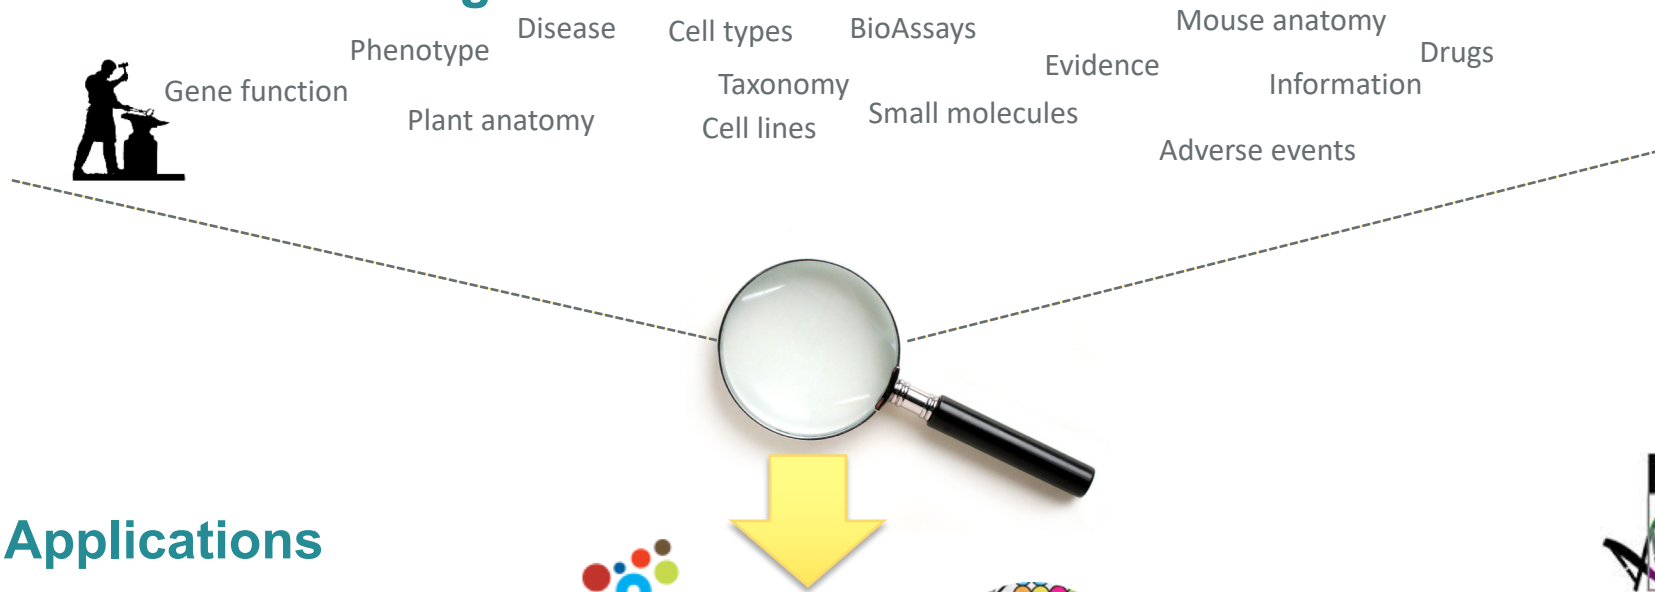 Disease
Cell types
BioAssays
Mouse anatomy
Phenotype
Evidence
Drugs
Gene function
Taxonomy
Information
Plant anatomy
Cell lines
Small molecules
Adverse events
Applications